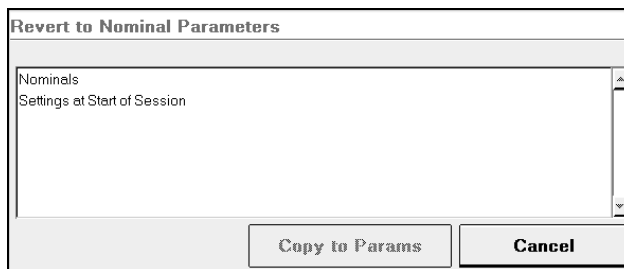 Revert to Nominal Parameters
Nominals
Settings at Start of Session
Copy to Params
Cancel